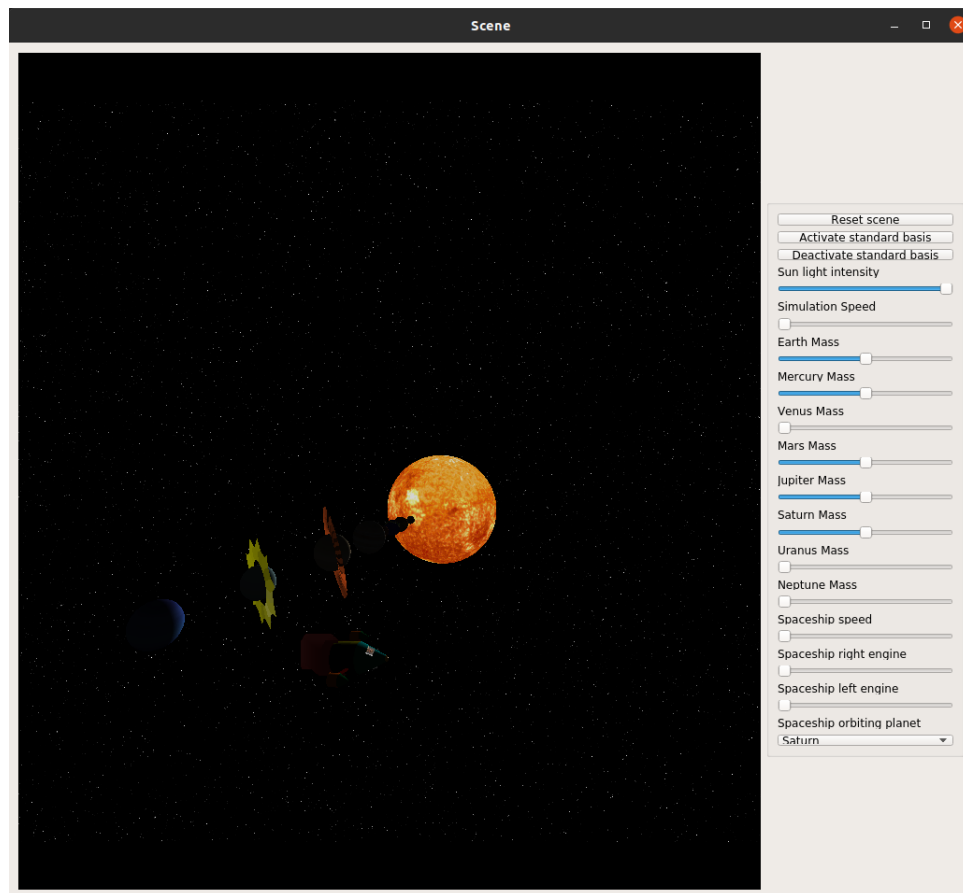 Scene
Reset scene
Activate standard basis
Deactivate standard basis
Sun light intensity
Simulation Speed
Earth Mass
Mercury Mass
Venus Mass
Mars Mass
Jupiter Mass
Saturn Mass
Uranus Mass
Neptune Mass
Spaceship speed
Spaceship right engine
Spaceship left engine
Spaceship orbiting planet
Saturn